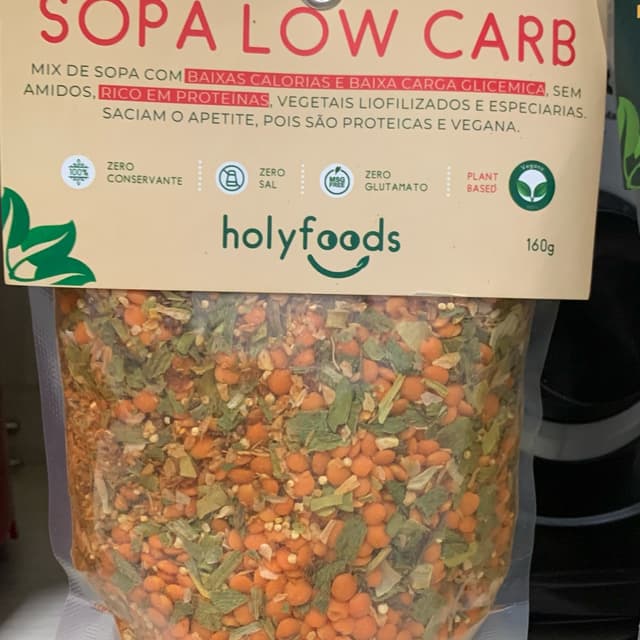 SOPA LOW CARB
MIX DE SOPA COM BAIXAS CALORIAS E BAIXA CARGA GLICEMICA, SEM
AMIDOS, RICO EM PROTEINAS, VEGETAIS LIOFILIZADOS E ESPECIARIAS.
SACIAM O APETITE, POIS SÃO PROTEICAS E VEGANA.
100%
ZERO
CONSERVANTE
ZERO
SAL
MSG
FREE
ZERO
GLUTAMATO
PLANT
BASED
Vegano
holyfoods
160g